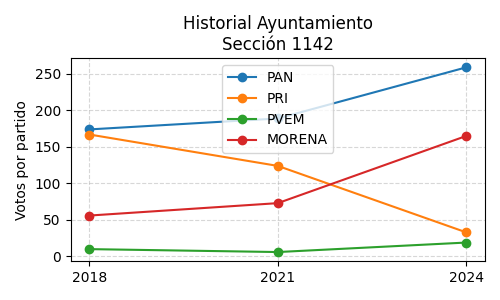 Historial Ayuntamiento
Sección 1142
Votos por partido
250
200
150
100
50
0
PAN
PRI
PVEM
MORENA
2018
2021
2024